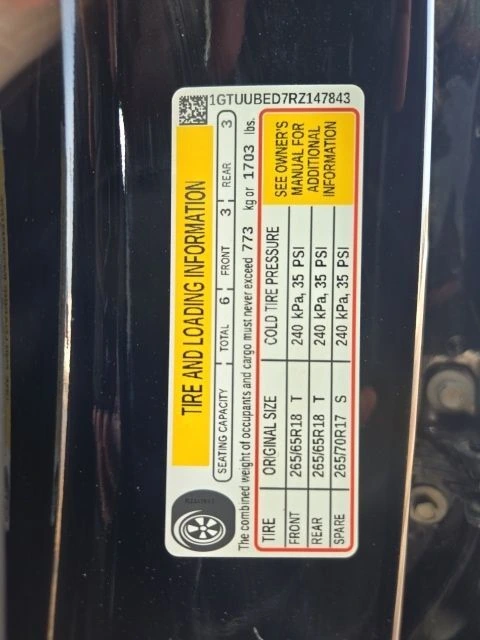 1GTUUBED7RZ147843
TIRE AND LOADING INFORMATION
SEATING CAPACITY TOTAL 6 FRONT 3 REAR 3
The combined weight of occupants and cargo must never exceed 773 kg or 1703 lbs.
TIRE ORIGINAL SIZE COLD TIRE PRESSURE
FRONT 265/65R18 T 240 kPa, 35 PSI
REAR 265/65R18 T 240 kPa, 35 PSI
SPARE 265/70R17 S 240 kPa, 35 PSI
SEE OWNER'S
MANUAL FOR
ADDITIONAL
INFORMATION